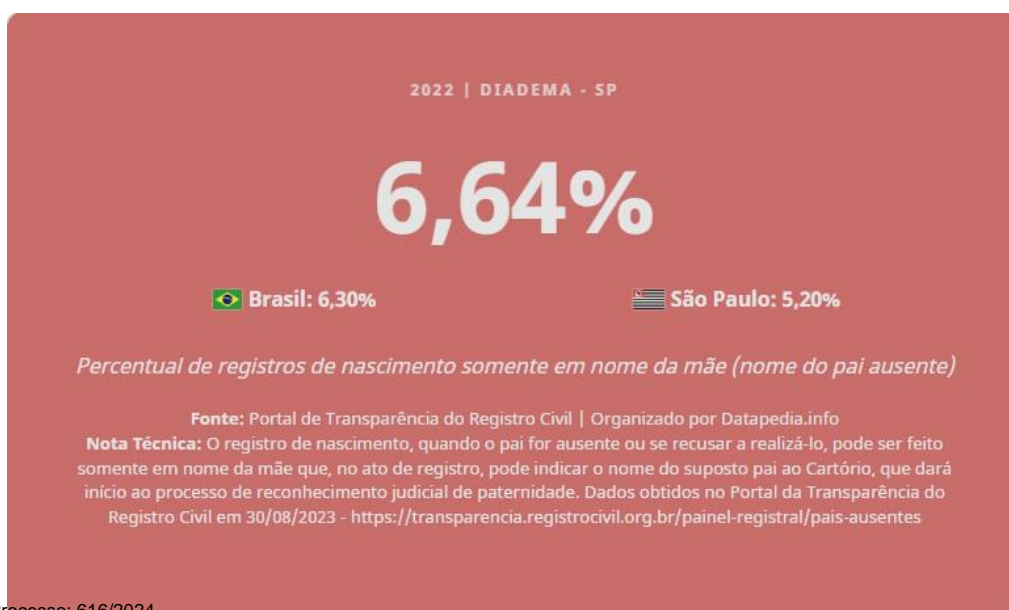 2022 | DIADEMA - SP
6,64%
Brasil: 6,30%
São Paulo: 5,20%
Percentual de registros de nascimento somente em nome da mãe (nome do pai ausente)
Fonte: Portal de Transparência do Registro Civil | Organizado por Datapedia.info
Nota Técnica: O registro de nascimento, quando o pai for ausente ou se recusar a realizá-lo, pode ser feito
somente em nome da mãe que, no ato de registro, pode indicar o nome do suposto pai ao Cartório, que dará
início ao processo de reconhecimento judicial de paternidade. Dados obtidos no Portal da Transparência do
Registro Civil em 30/08/2023 - https://transparencia.registrocivil.org.br/painel-registral/pais-ausentes
rocesso: 616/2024